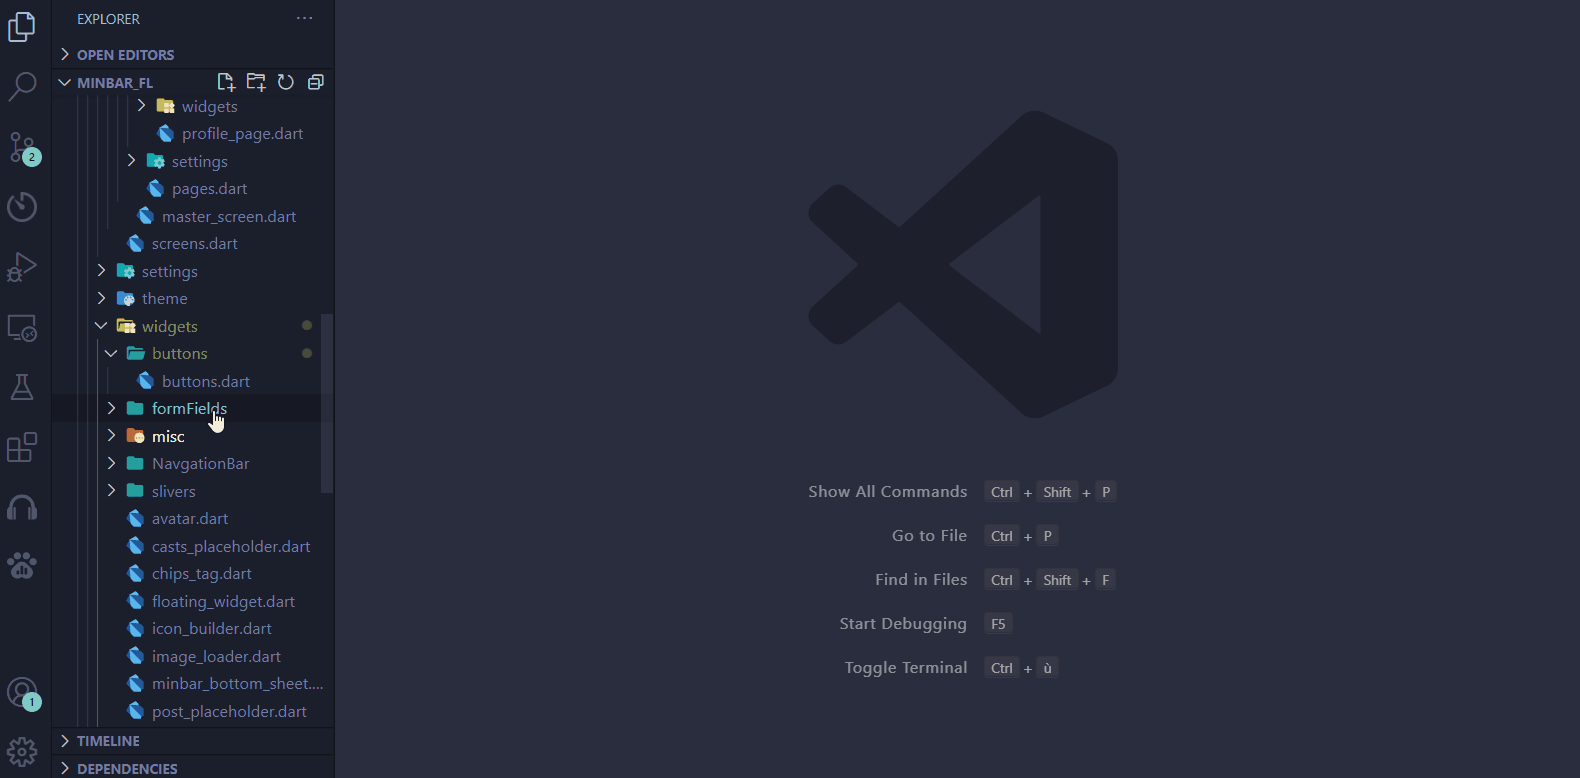 EXPLORER
OPEN EDITORS
MINBAR_FL
widgets
profile_page.dart
settings
pages.dart
master_screen.dart
screens.dart
settings
theme
widgets
buttons
buttons.dart
formFields
misc
NavgationBar
slivers
avatar.dart
casts_placeholder.dart
chips_tag.dart
floating_widget.dart
icon_builder.dart
image_loader.dart
minbar_bottom_sheet....
post_placeholder.dart
TIMELINE
DEPENDENCIES
2
1
Show All Commands Ctrl + Shift + P
Go to File Ctrl + P
Find in Files Ctrl + Shift + F
Start Debugging F5
Toggle Terminal Ctrl + ù